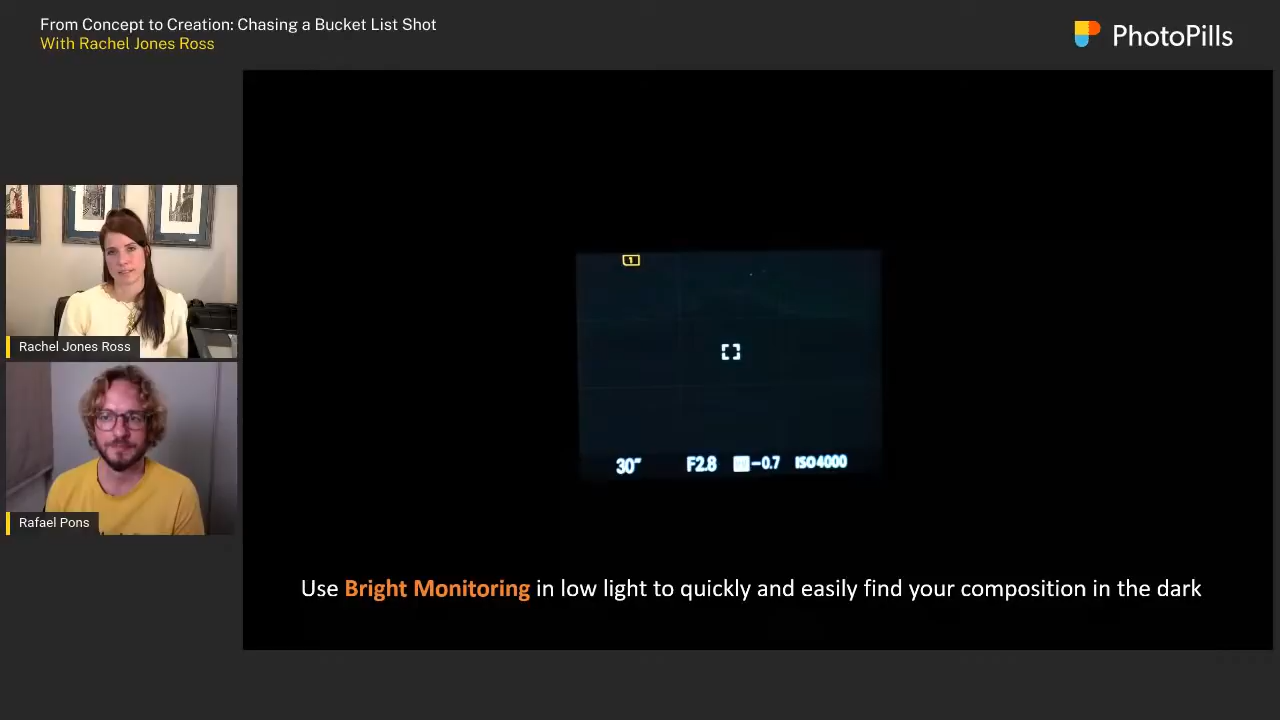 From Concept to Creation: Chasing a Bucket List Shot
With Rachel Jones Ross
PhotoPills
Rachel Jones Ross
Rafael Pons
1
30" F2.8 -0.7 ISO4000
Use Bright Monitoring in low light to quickly and easily find your composition in the dark